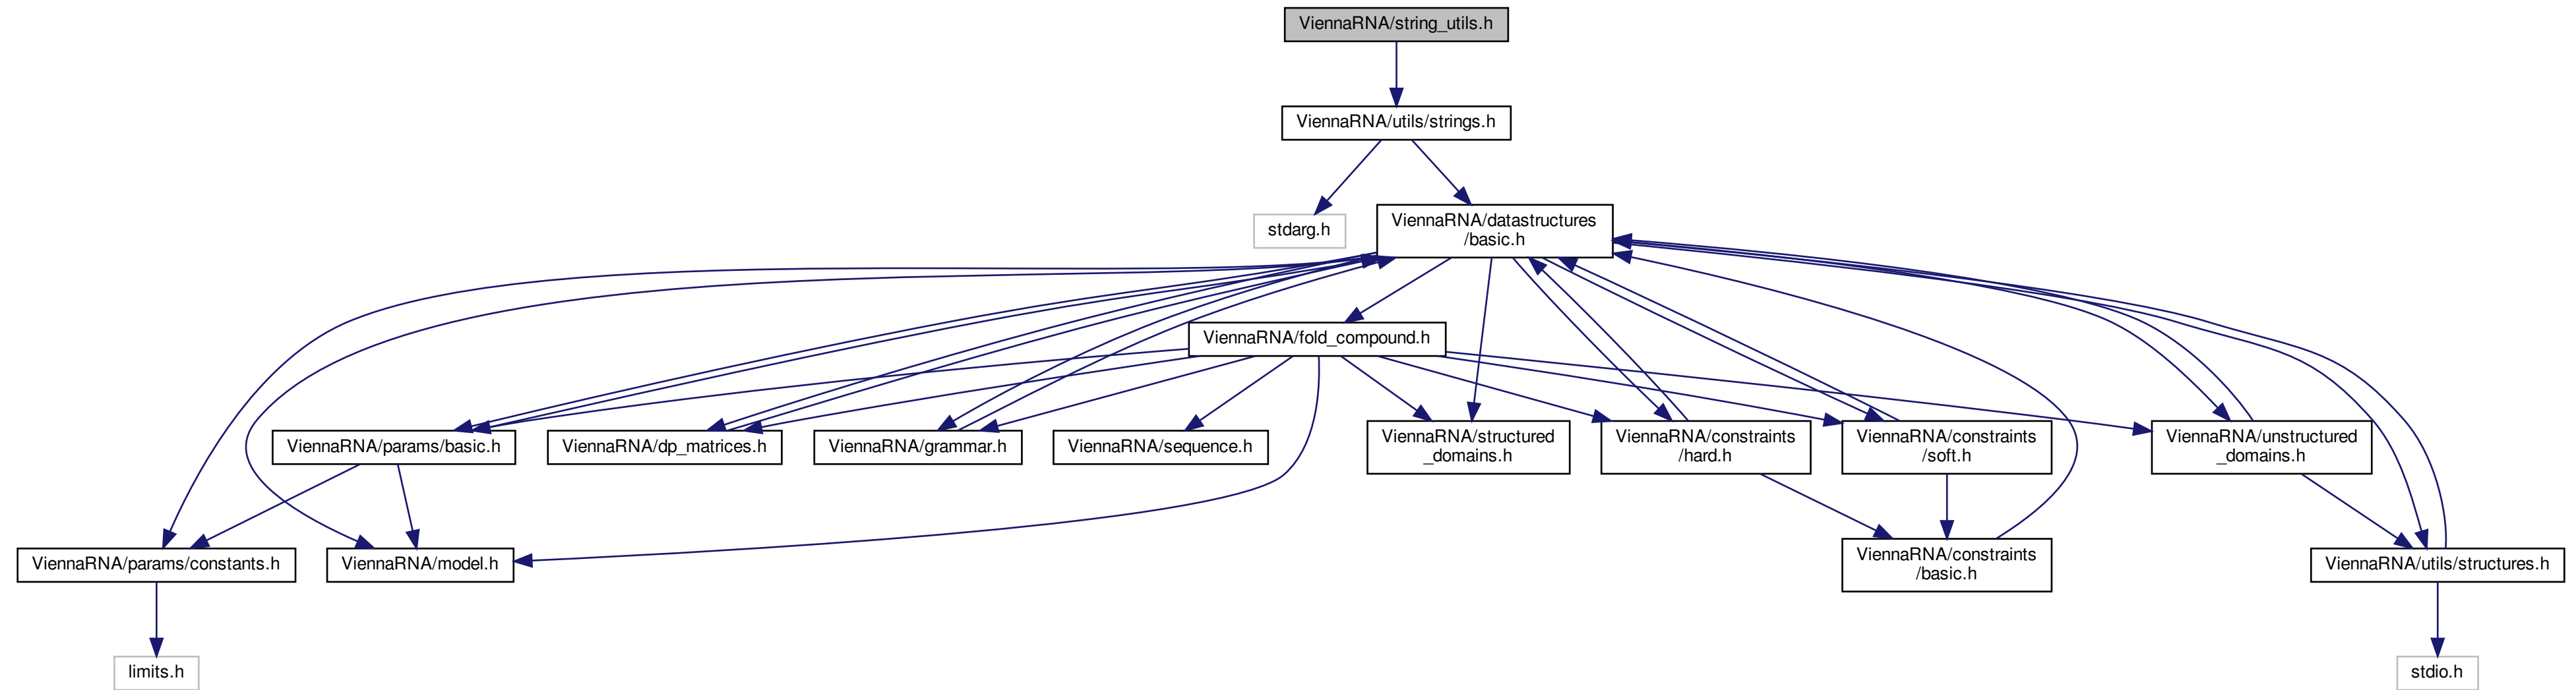 ViennaRNA/string_utils.h
ViennaRNA/utils/strings.h
stdarg.h
ViennaRNA/datastructures
/basic.h
ViennaRNA/fold_compound.h
ViennaRNA/params/basic.h
ViennaRNA/dp_matrices.h
ViennaRNA/grammar.h
ViennaRNA/sequence.h
ViennaRNA/structured
_domains.h
ViennaRNA/constraints
/hard.h
ViennaRNA/constraints
/soft.h
ViennaRNA/unstructured
_domains.h
ViennaRNA/params/constants.h
ViennaRNA/model.h
ViennaRNA/constraints
/basic.h
ViennaRNA/utils/structures.h
limits.h
stdio.h